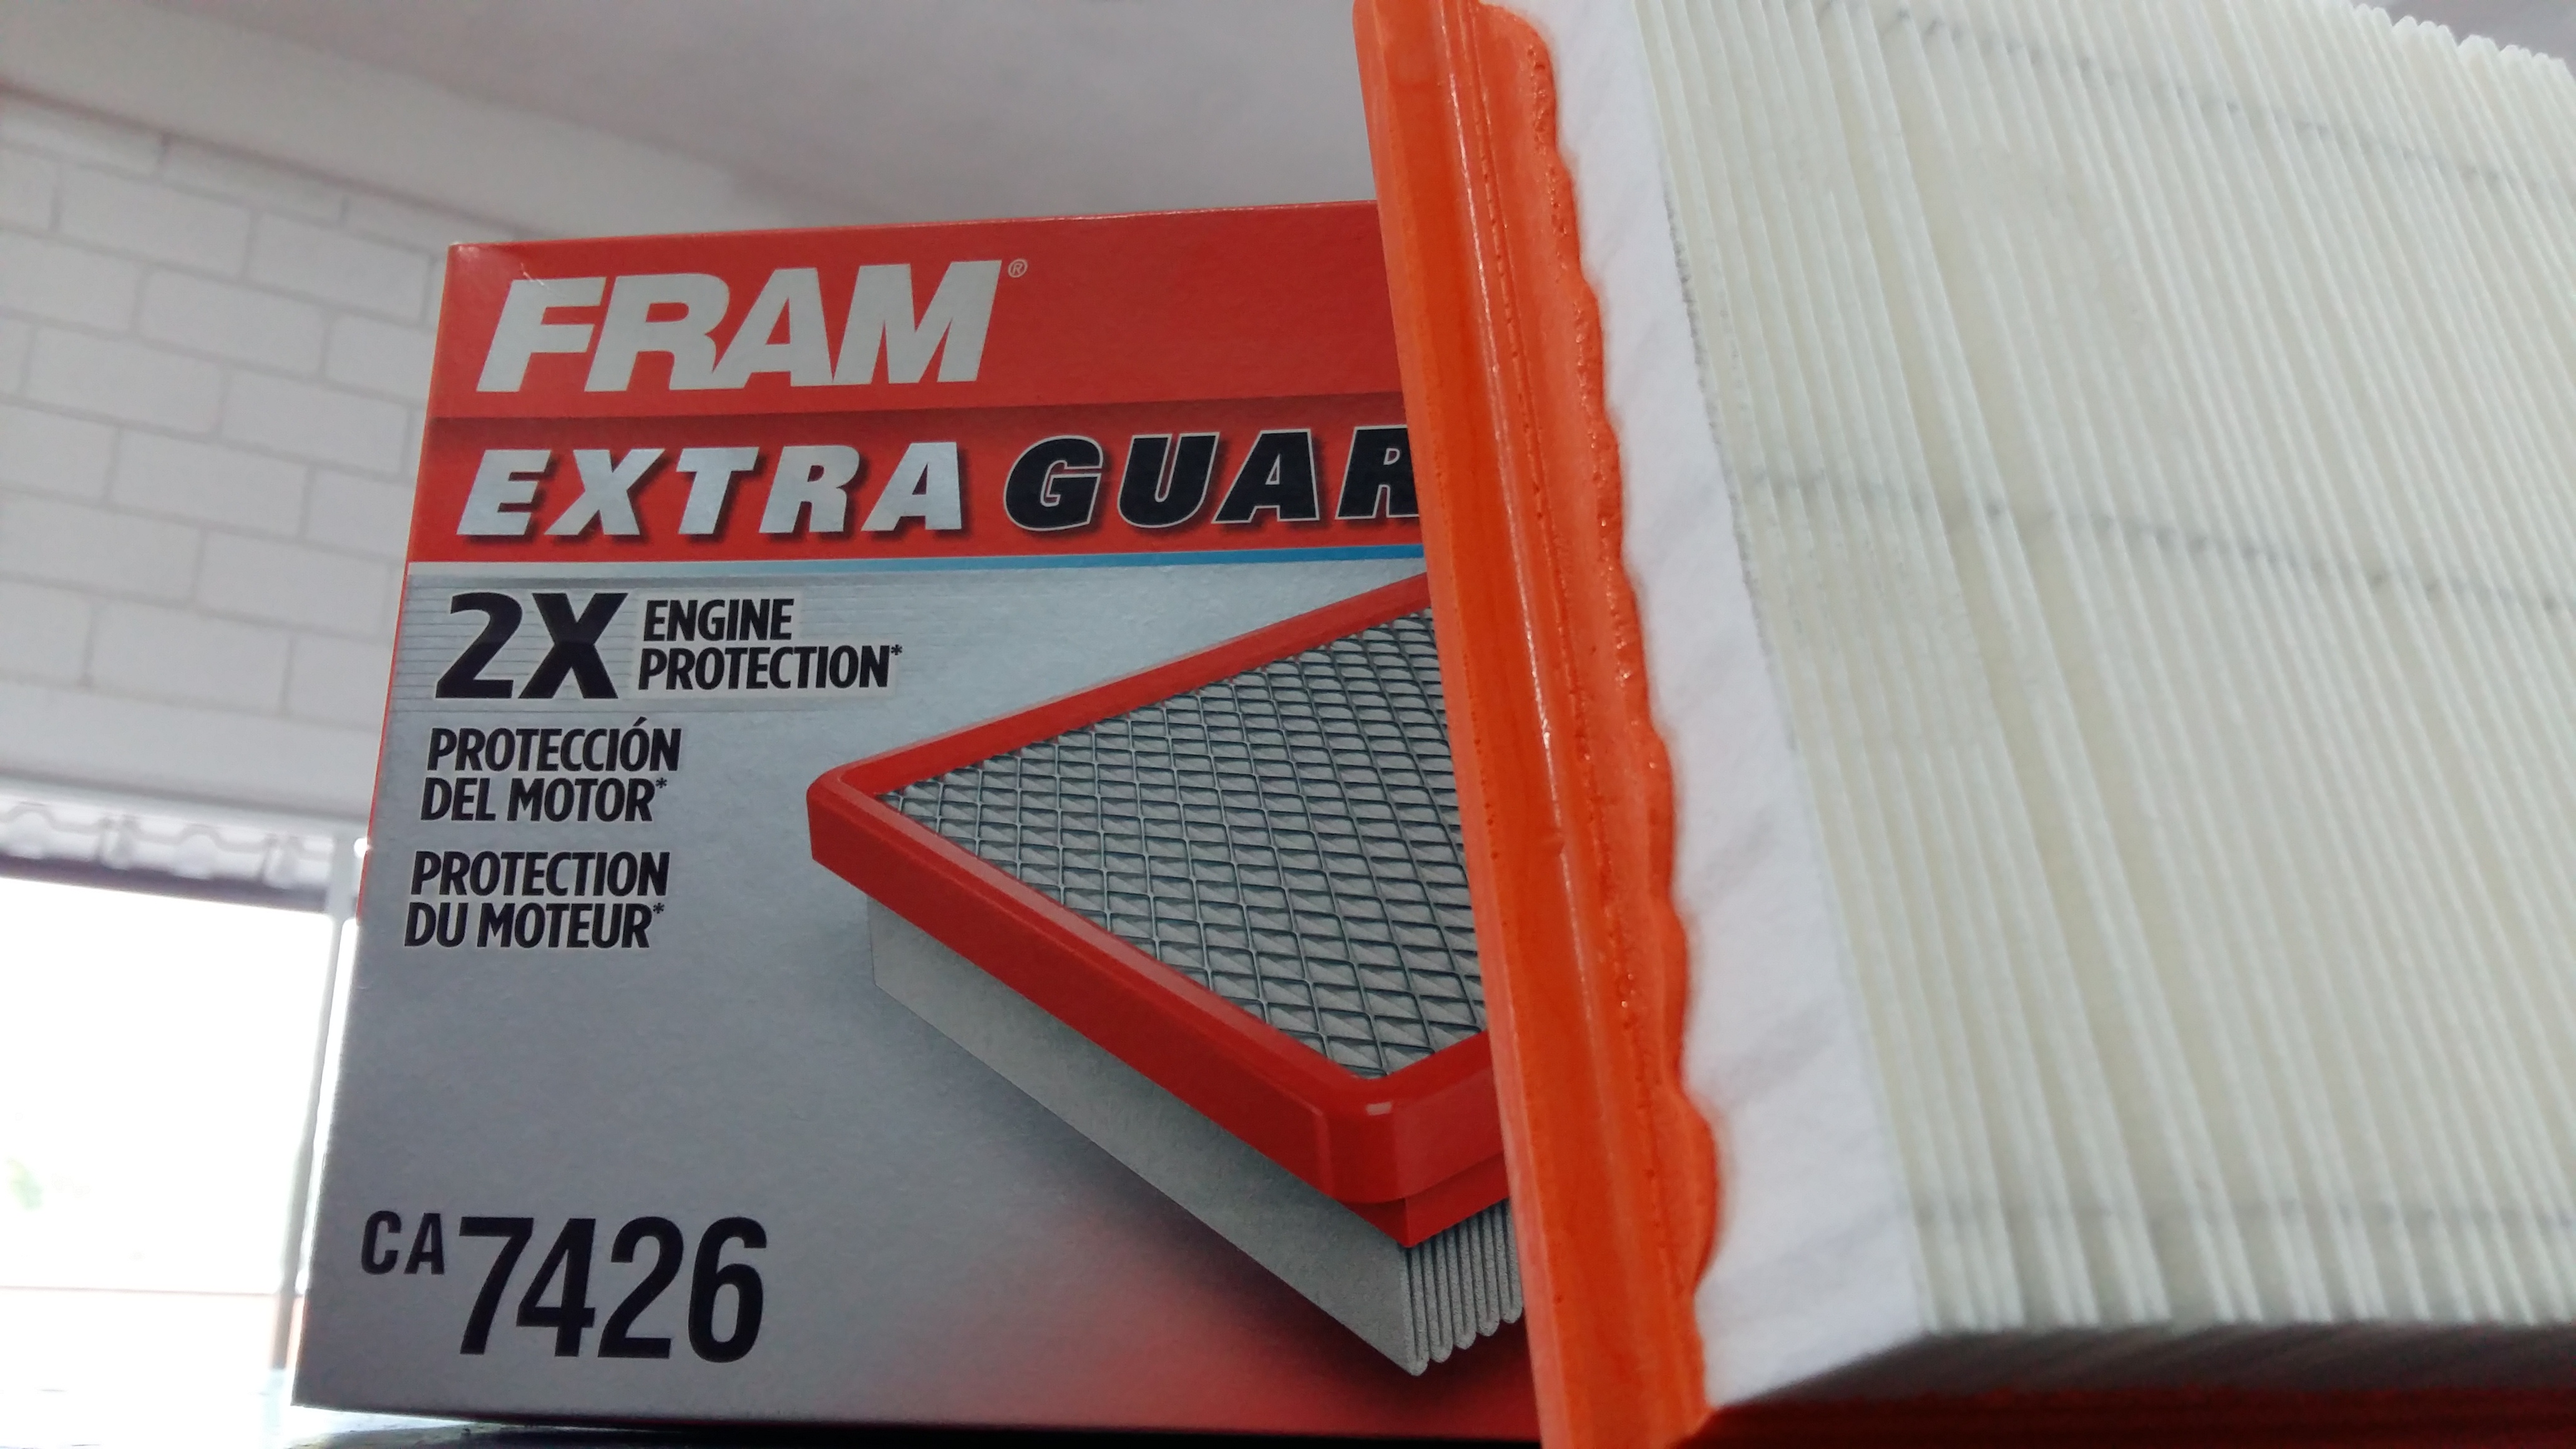 FRAM®
EXTRA GUAR
2X ENGINE
PROTECTION*
PROTECCIÓN
DEL MOTOR*
PROTECTION
DU MOTEUR*
CA7426